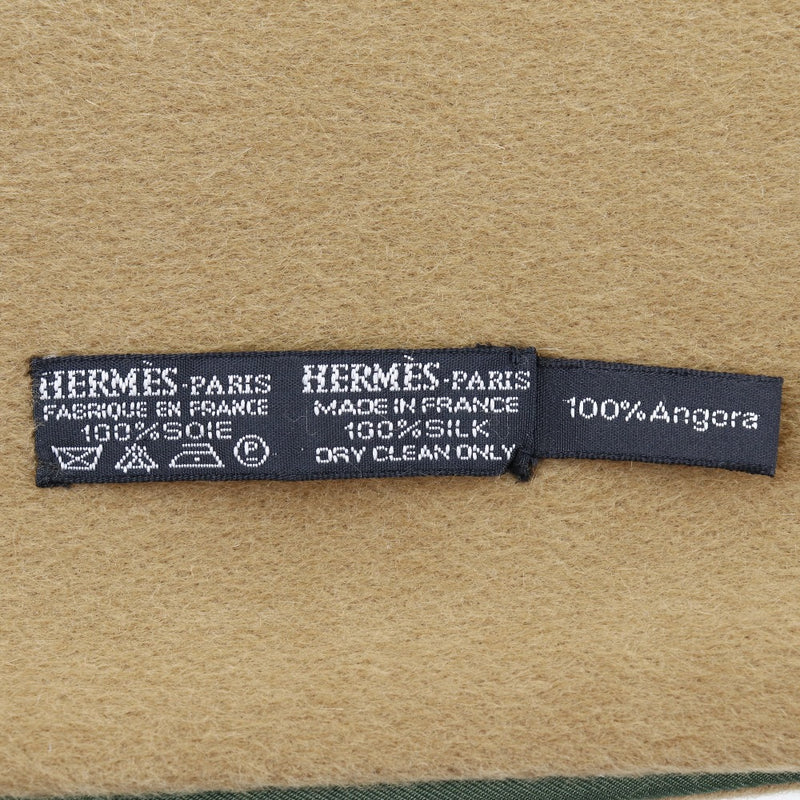 HERMÈS-PARIS
FABRIQUE EN FRANCE
100%SOIE
P
HERMÈS-PARIS
MADE IN FRANCE
100%SILK
DRY CLEAN ONLY
100%Angora